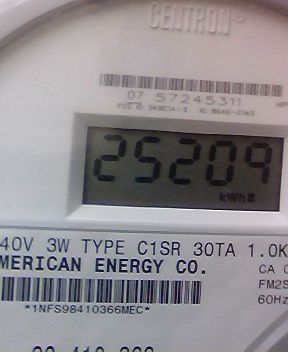 CENTRON®
07 57245311
25209
kWh
40V 3W TYPE C1SR 30TA 1.0K
MERICAN ENERGY CO.
CA
FM2S
60Hz
*1NFS98410366MEC*